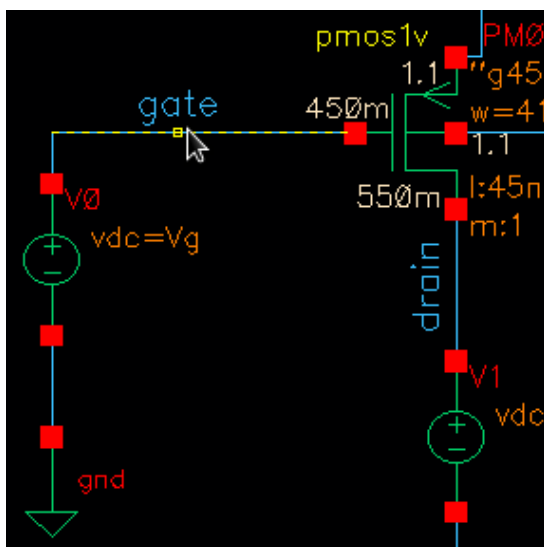 pmos1v
PMØ
1.1
"g45
gate
45Øm
w=41
1.1
VØ
55Øm
l:45n
m:1
vdc=Vg
drain
V1
vdc
gnd